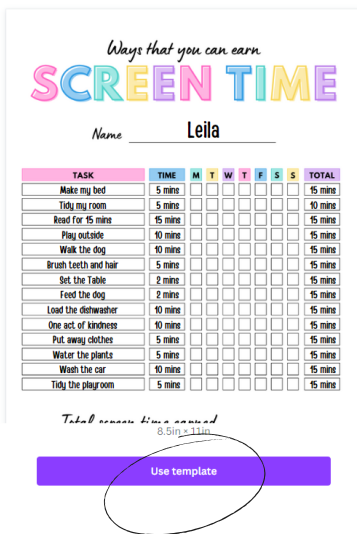 Ways that you can earn
SCREEN TIME
Name Leila
TASK TIME M T W T F S S TOTAL
Make my bed 5 mins 15 mins
Tidy my room 5 mins 10 mins
Read for 15 mins 15 mins 15 mins
Play outside 10 mins 15 mins
Walk the dog 10 mins 15 mins
Brush teeth and hair 5 mins 15 mins
Set the Table 2 mins 15 mins
Feed the dog 2 mins 15 mins
Load the dishwasher 10 mins 15 mins
One act of kindness 10 mins 15 mins
Put away clothes 5 mins 15 mins
Water the plants 5 mins 15 mins
Wash the car 10 mins 15 mins
Tidy the playroom 5 mins 15 mins
Total screen time earned
8.5in × 11in
Use template